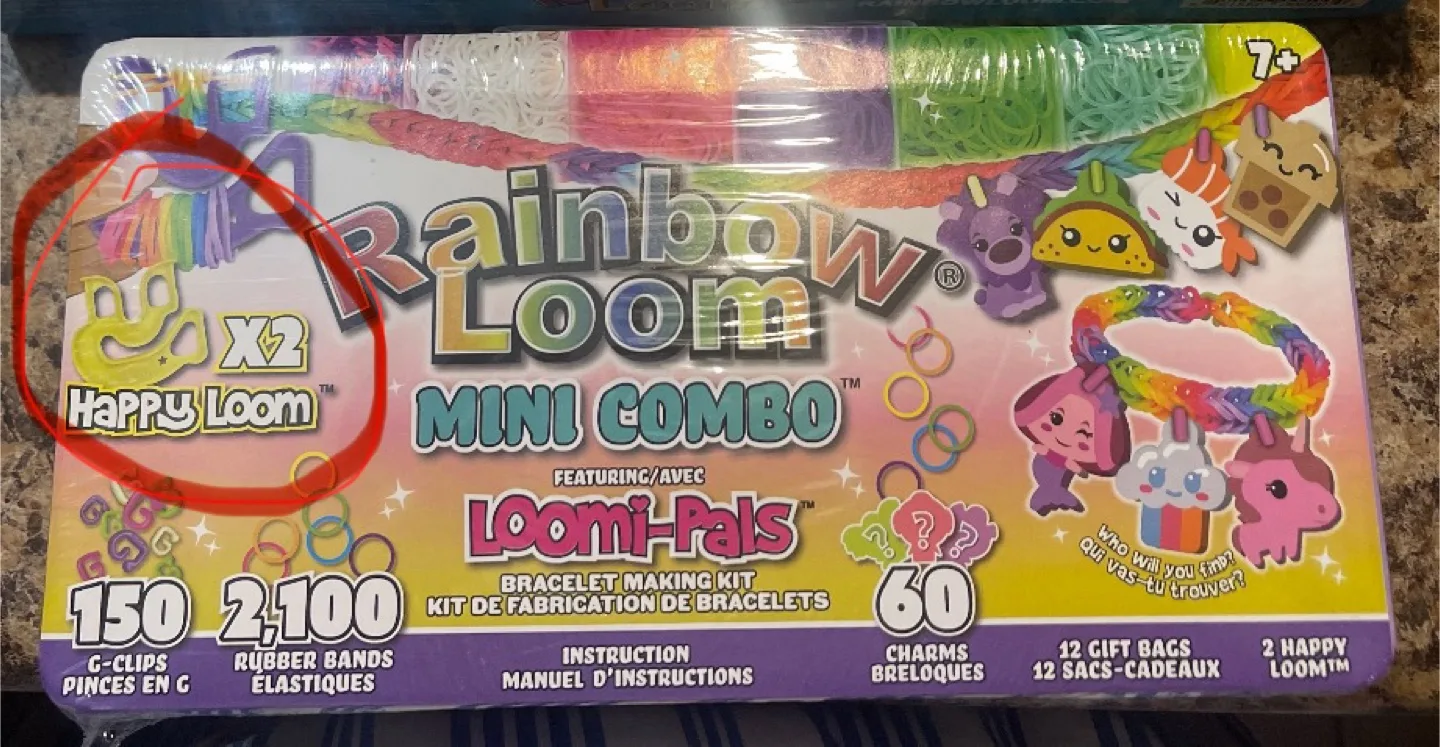 7+
Rainbow
Loom®
MINI COMBO™
FEATURING/AVEC
Loomi-Pals™
BRACELET MAKING KIT
KIT DE FABRICATION DE BRACELETS
X2
Happy Loom™
150
G-CLIPS
PINCES EN G
2,100
RUBBER BANDS
ÉLASTIQUES
INSTRUCTION
MANUEL D'INSTRUCTIONS
? ? ?
60
CHARMS
BRELOQUES
Who will you find?
qui vas-tu trouver?
12 GIFT BAGS
12 SACS-CADEAUX
2 HAPPY
LOOM™